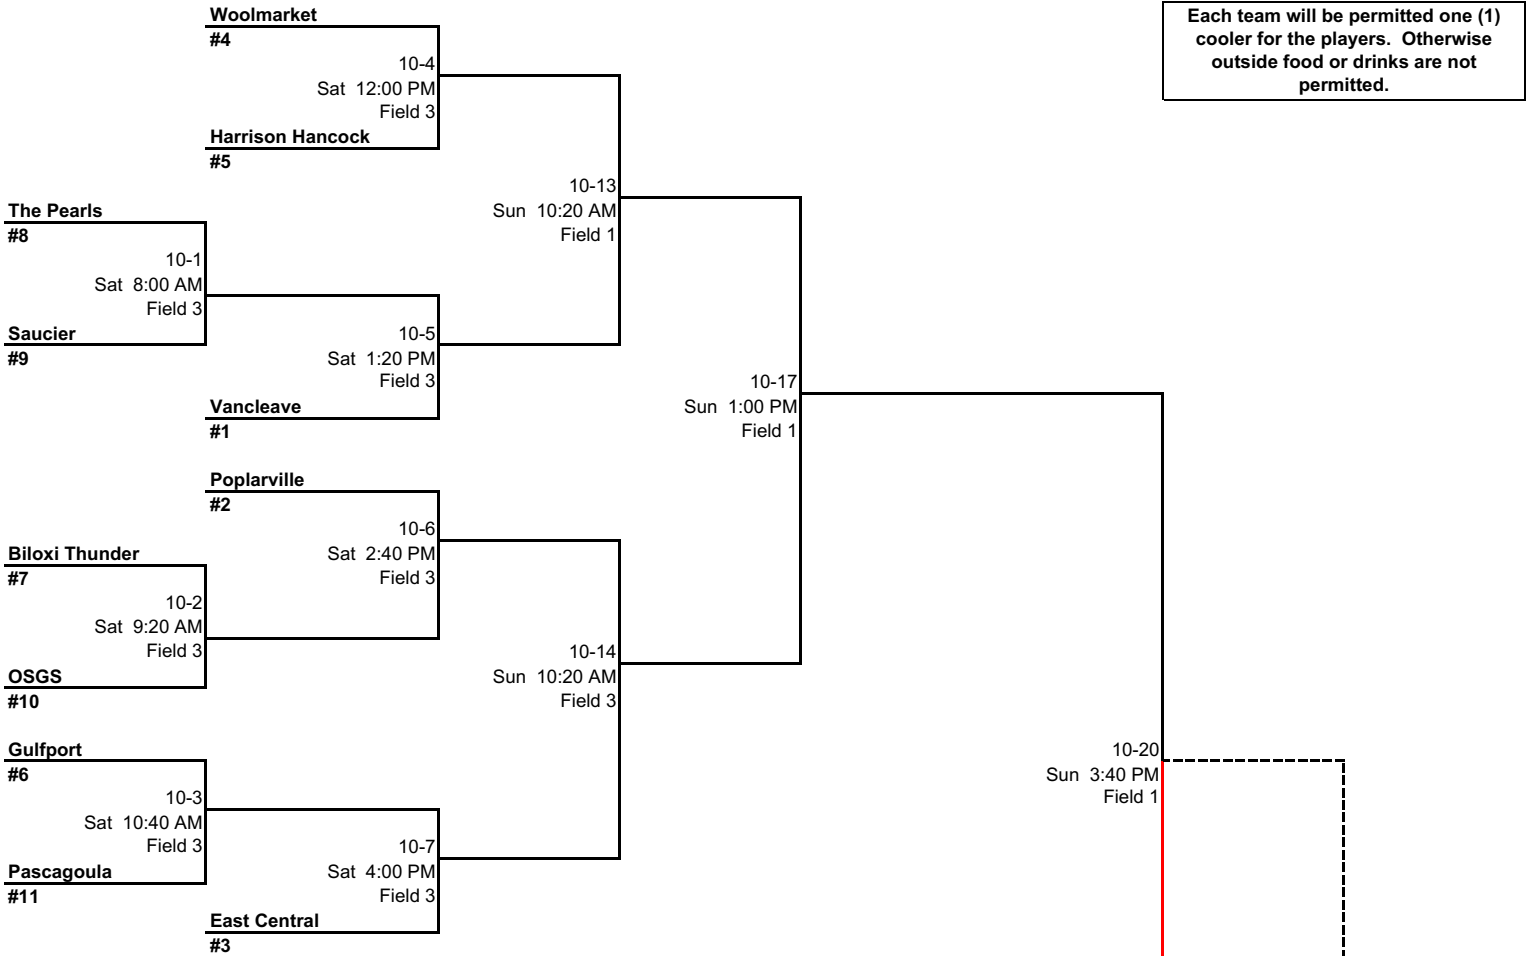 Woolmarket
#4
10-4
Sat  12:00 PM
Field 3
Harrison Hancock
#5
Each team will be permitted one (1)
cooler for the players.  Otherwise
outside food or drinks are not
permitted.
10-13
Sun  10:20 AM
Field 1
The Pearls
#8
10-1
Sat  8:00 AM
Field 3
Saucier
#9
10-5
Sat  1:20 PM
Field 3
Vancleave
#1
10-17
Sun  1:00 PM
Field 1
Poplarville
#2
10-6
Sat  2:40 PM
Field 3
Biloxi Thunder
#7
10-2
Sat  9:20 AM
Field 3
OSGS
#10
10-14
Sun  10:20 AM
Field 3
Gulfport
#6
10-3
Sat  10:40 AM
Field 3
Pascagoula
#11
10-7
Sat  4:00 PM
Field 3
East Central
#3
10-20
Sun  3:40 PM
Field 1